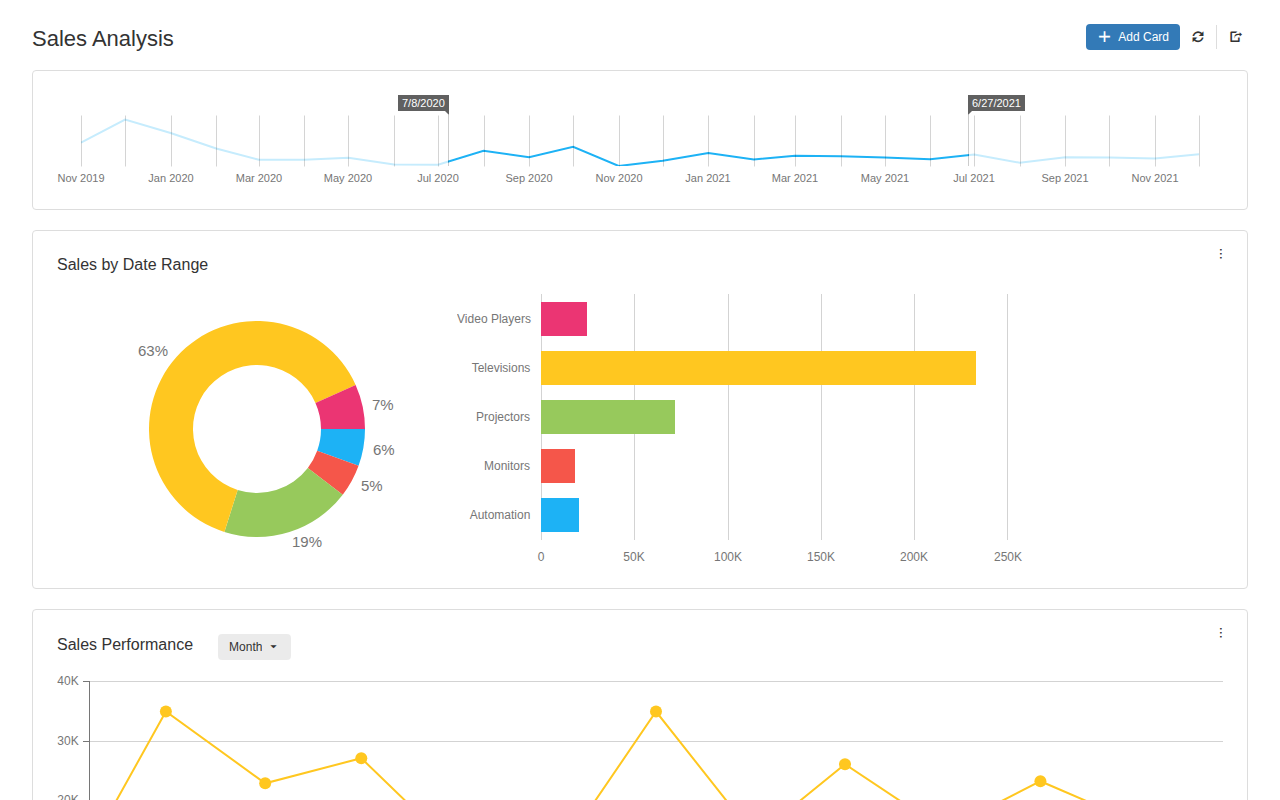 Sales Analysis
Add Card
7/8/2020
6/27/2021
Nov 2019 Jan 2020 Mar 2020 May 2020 Jul 2020 Sep 2020 Nov 2020 Jan 2021 Mar 2021 May 2021 Jul 2021 Sep 2021 Nov 2021
Sales by Date Range
63%
7%
6%
5%
19%
Video Players
Televisions
Projectors
Monitors
Automation
0 50K 100K 150K 200K 250K
Sales Performance
Month
40K
30K
20K